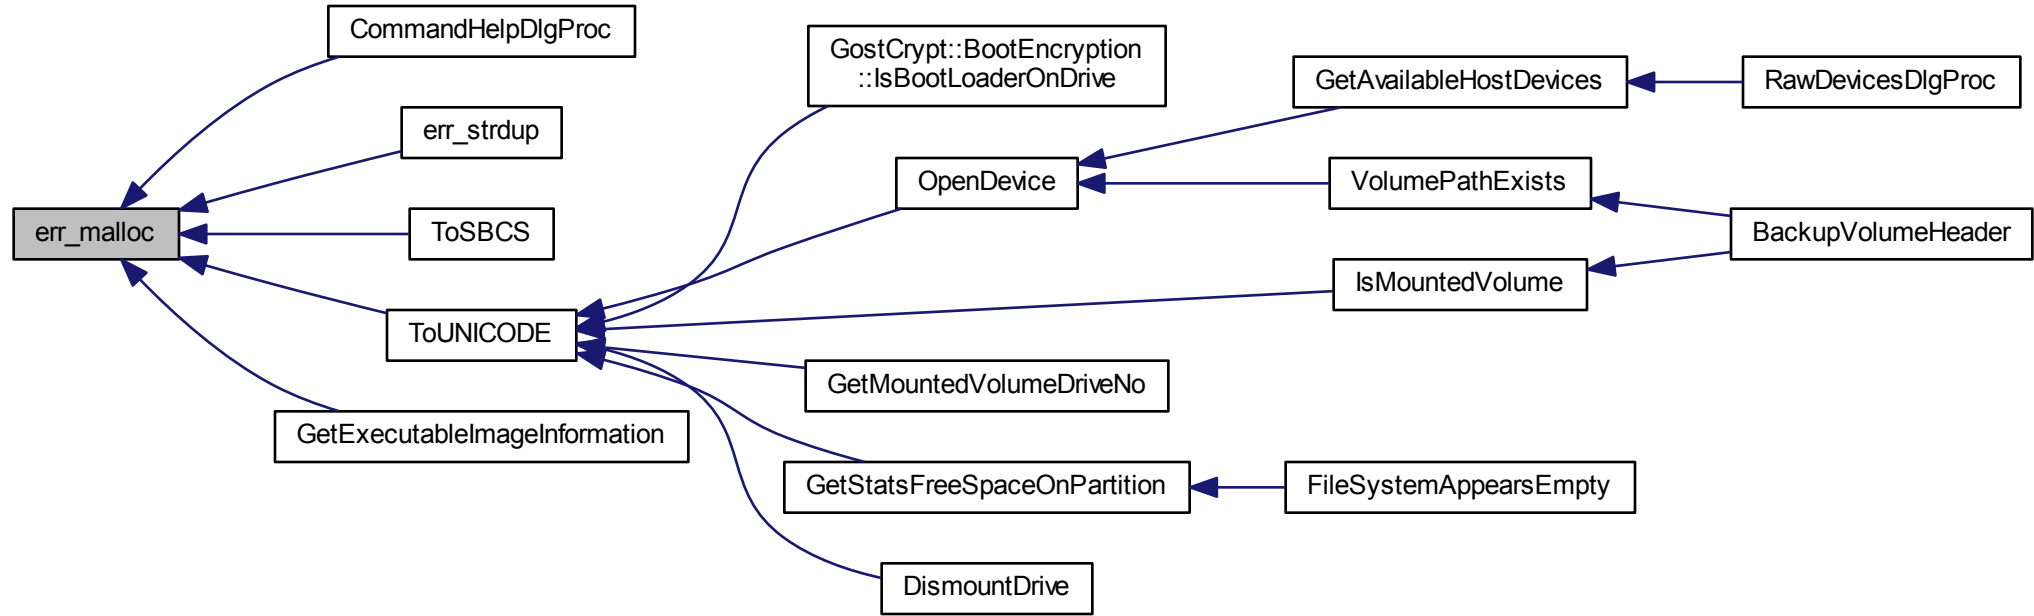 CommandHelpDlgProc
GostCrypt::BootEncryption
::IsBootLoaderOnDrive
GetAvailableHostDevices
RawDevicesDlgProc
err_strdup
OpenDevice
VolumePathExists
err_malloc
ToSBCS
BackupVolumeHeader
IsMountedVolume
ToUNICODE
GetMountedVolumeDriveNo
GetExecutableImageInformation
GetStatsFreeSpaceOnPartition
FileSystemAppearsEmpty
DismountDrive